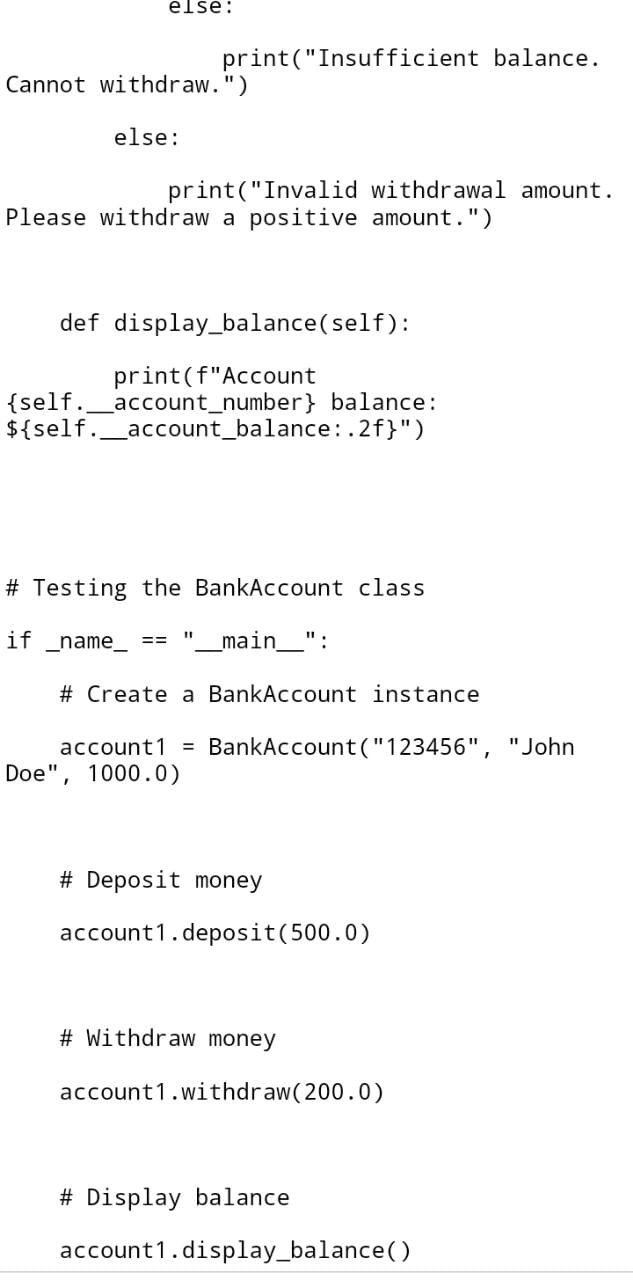 else:
                print("Insufficient balance.
Cannot withdraw.")
        else:
            print("Invalid withdrawal amount.
Please withdraw a positive amount.")
    def display_balance(self):
        print(f"Account
{self.__account_number} balance:
${self.__account_balance:.2f}")
# Testing the BankAccount class
if _name_ == "__main__":
    # Create a BankAccount instance
    account1 = BankAccount("123456", "John
Doe", 1000.0)
    # Deposit money
    account1.deposit(500.0)
    # Withdraw money
    account1.withdraw(200.0)
    # Display balance
    account1.display_balance()